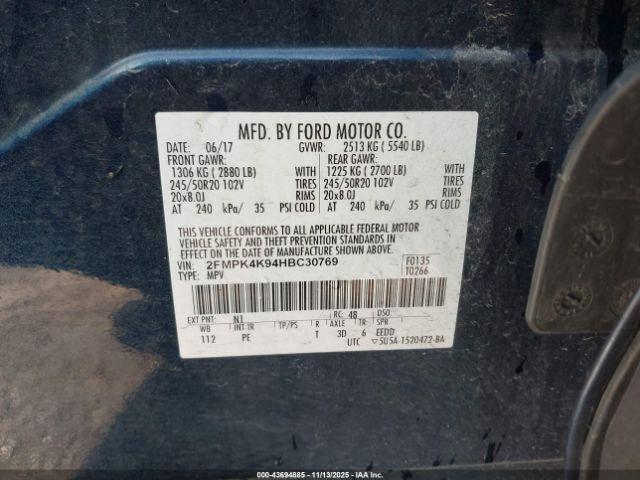 MFD. BY FORD MOTOR CO.
DATE: 06/17 GVWR: 2513 KG ( 5540 LB)
FRONT GAWR: REAR GAWR:
1306 KG ( 2880 LB) WITH 1225 KG ( 2700 LB) WITH
245/50R20 102V TIRES 245/50R20 102V TIRES
20x8.0J RIMS 20x8.0J RIMS
AT 240 kPa/ 35 PSI COLD AT 240 kPa/ 35 PSI COLD
THIS VEHICLE CONFORMS TO ALL APPLICABLE FEDERAL MOTOR
VEHICLE SAFETY AND THEFT PREVENTION STANDARDS IN
EFFECT ON THE DATE OF MANUFACTURE SHOWN ABOVE.
VIN: 2FMPK4K94HBC30769 F0135
TYPE: MPV T0266
EXT PNT: N1 RC: 48 DSO:
WB INT TR TP/PS R AXLE TR SPR
112 PE T 3D 6 EEDD
UTC ▽5USA-1520472-BA
000-43694885 - 11/13/2025 - IAAI.com